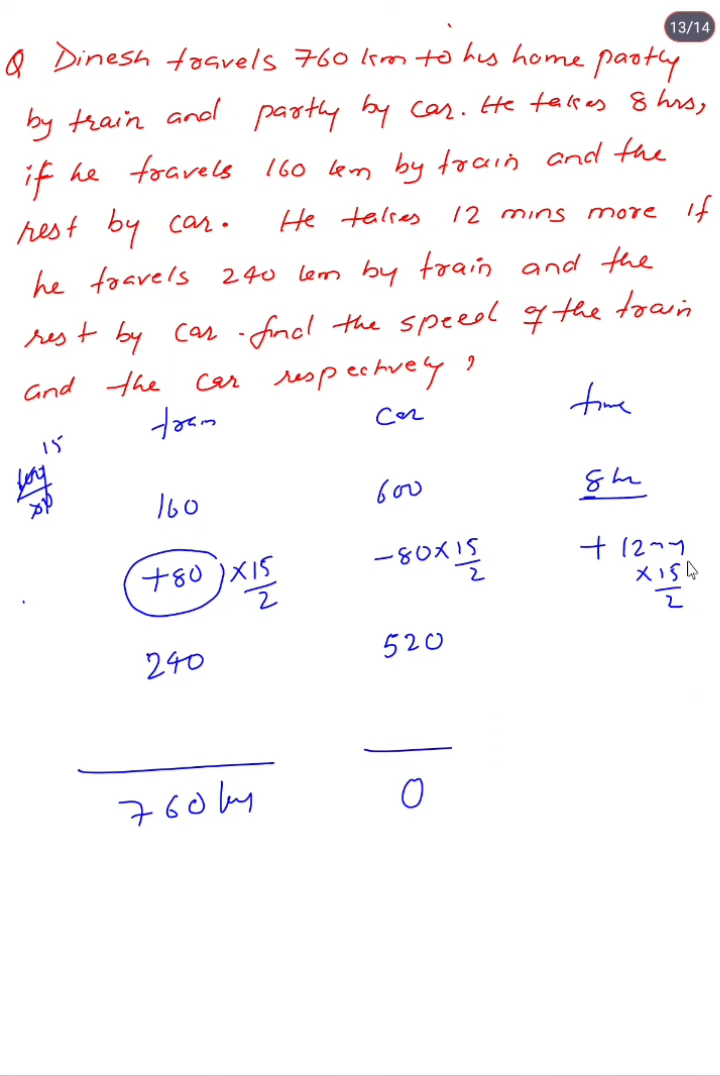 13/14
Q Dinesh travels 760 km to his home partly
by train and partly by car. He takes 8 hrs,
if he travels 160 km by train and the
rest by car. He takes 12 mins more if
he travels 240 km by train and the
rest by car. find the speed of the train
and the car respectively ?
train car time
15
160 600 8 hr
+80 × 15/2 -80 × 15/2 + 12 × 15/2
240 520
760 km 0